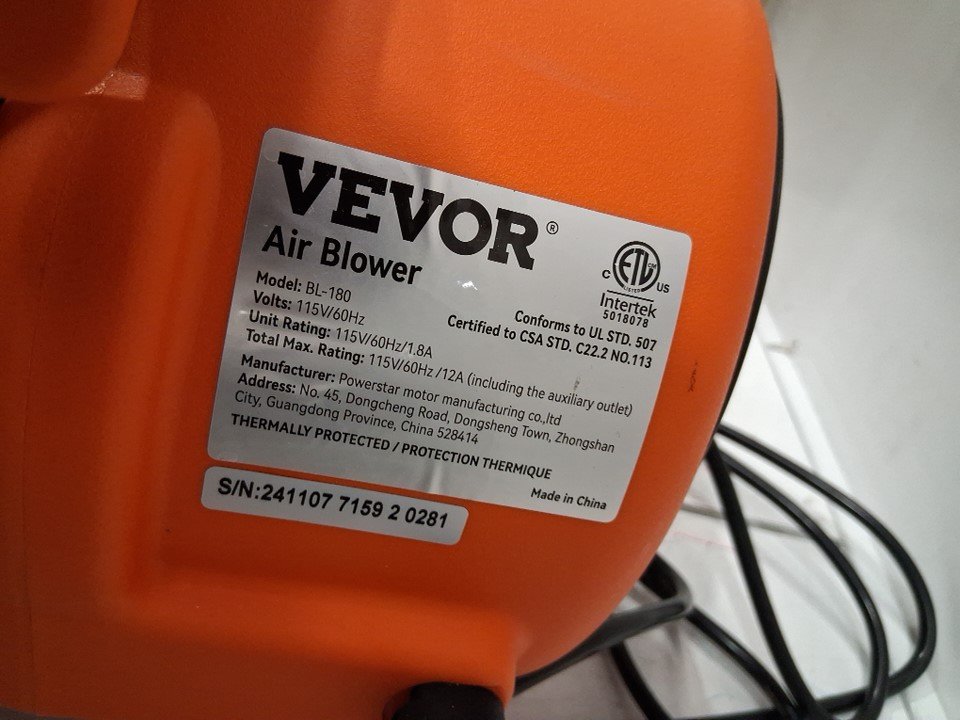 VEVOR®
Air Blower
Model: BL-180
Volts: 115V/60Hz
Unit Rating: 115V/60Hz/1.8A
Total Max. Rating: 115V/60Hz /12A (including the auxiliary outlet)
Manufacturer: Powerstar motor manufacturing co.,ltd
Address: No. 45, Dongcheng Road, Dongsheng Town, Zhongshan
City, Guangdong Province, China 528414
THERMALLY PROTECTED / PROTECTION THERMIQUE
Made in China
C ETL CM US
LISTED
Intertek
5018078
Conforms to UL STD. 507
Certified to CSA STD. C22.2 NO.113
S/N:241107 7159 2 0281